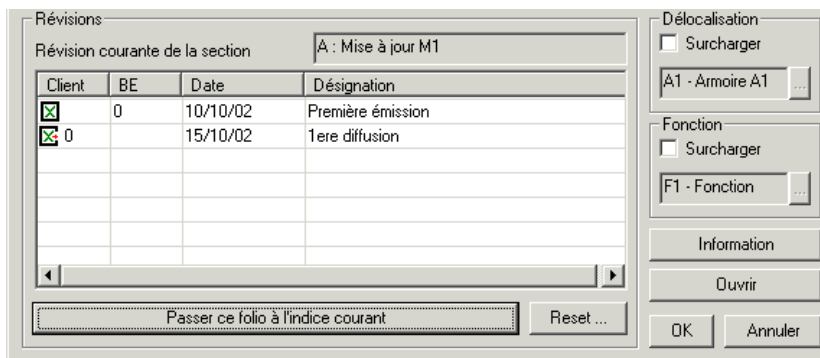 Révisions
Révision courante de la section A : Mise à jour M1
Client BE Date Désignation
0 10/10/02 Première émission
0 15/10/02 1ere diffusion
Passer ce folio à l'indice courant Reset ...
Délocalisation
Surcharger
A1 - Armoire A1 ...
Fonction
Surcharger
F1 - Fonction ...
Information
Ouvrir
OK Annuler